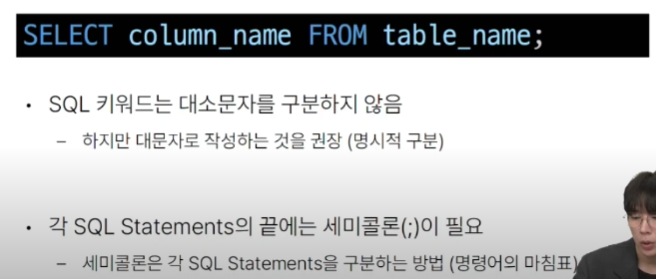 SELECT column_name FROM table_name;
• SQL 키워드는 대소문자를 구분하지 않음
– 하지만 대문자로 작성하는 것을 권장 (명시적 구분)
• 각 SQL Statements의 끝에는 세미콜론(;)이 필요
– 세미콜론은 각 SQL Statements을 구분하는 방법 (명령어의 마침표)